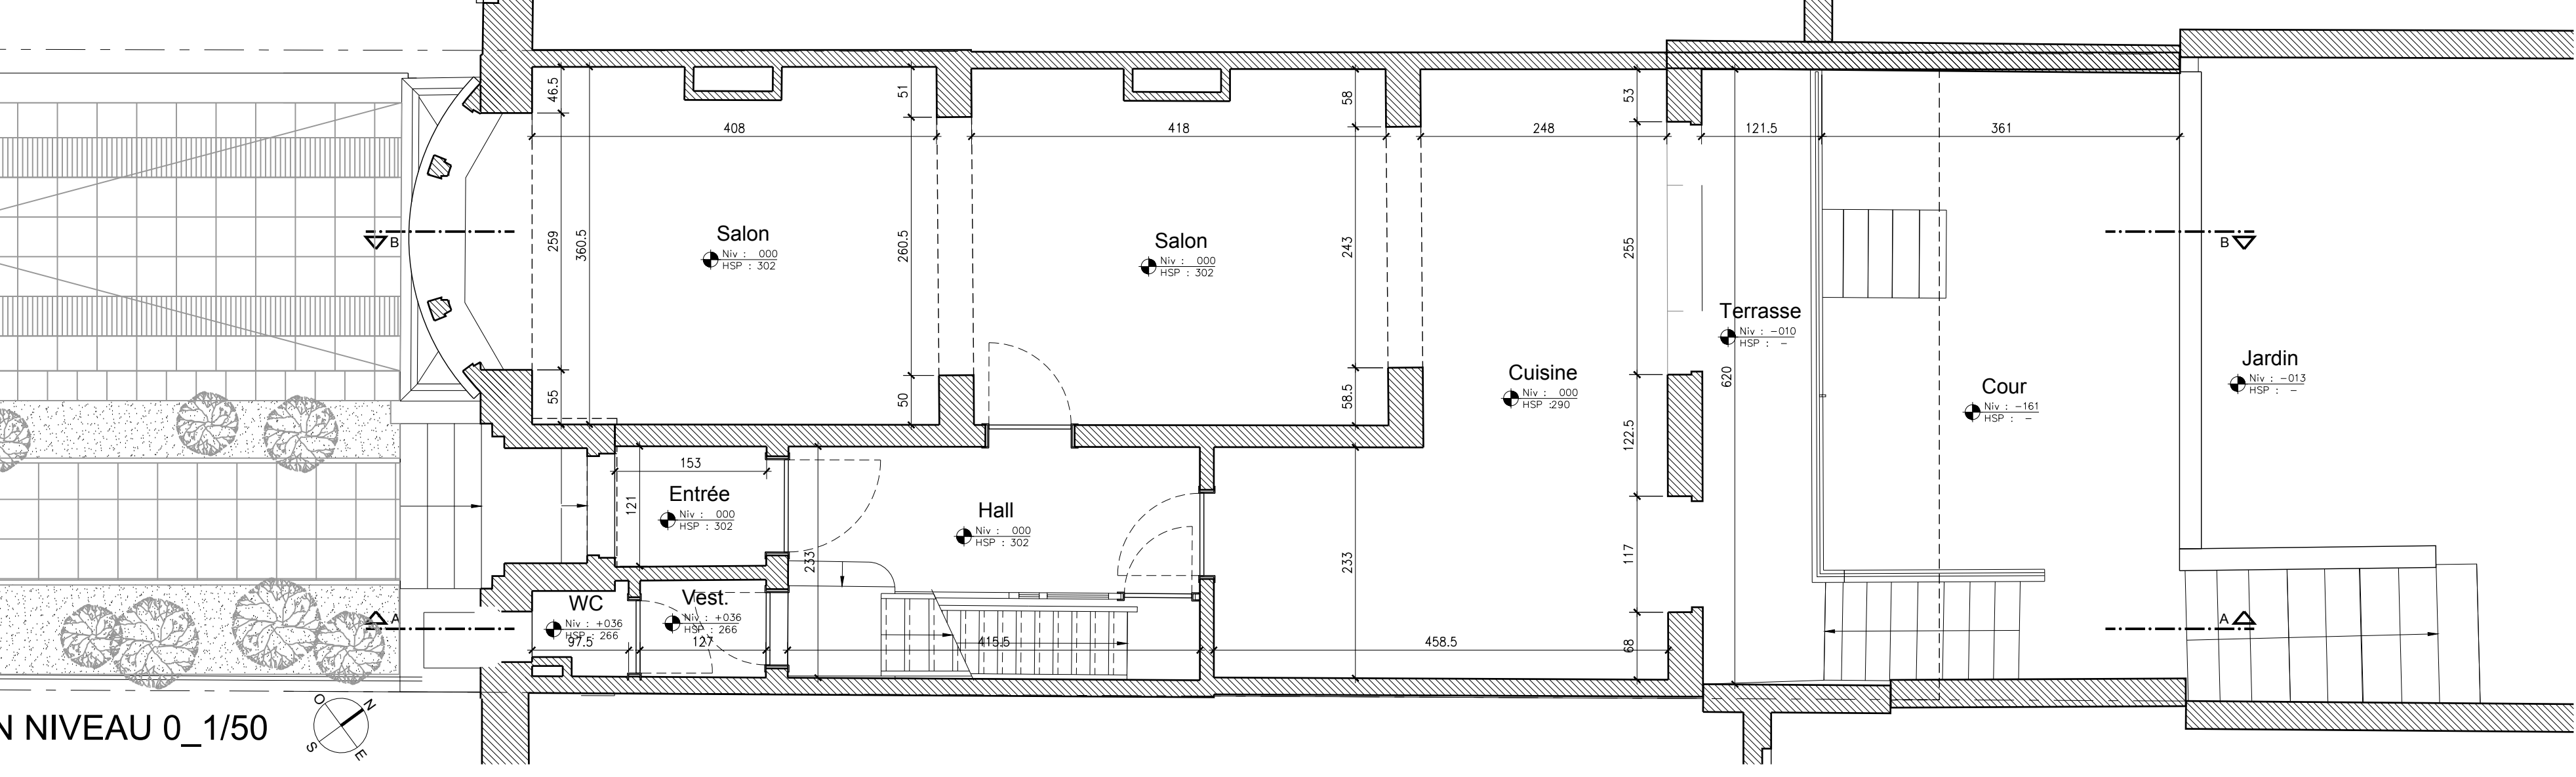 46.5
51
58
53
408
418
248
121.5
361
B
259
360.5
Salon
Niv : 000
HSP : 302
260.5
Salon
Niv : 000
HSP : 302
243
255
B
Terrasse
Niv : -010
HSP : -
620
Cuisine
Niv : 000
HSP :290
Cour
Niv : -161
HSP : -
Jardin
Niv : -013
HSP : -
55
50
58.5
122.5
153
121
Entrée
Niv : 000
HSP : 302
Hall
Niv : 000
HSP : 302
233
233
117
A
WC
Niv : +036
HSP : 266
97.5
Vest.
Niv : +036
HSP : 266
127
415.5
458.5
68
A
N NIVEAU 0_1/50
O
N
S
E